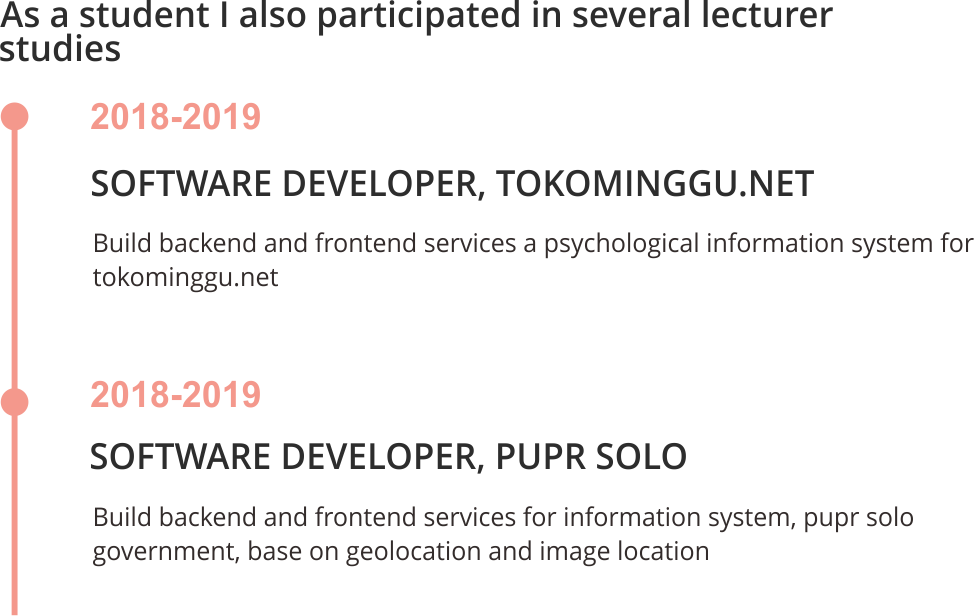 As a student I also participated in several lecturer
studies
2018-2019
SOFTWARE DEVELOPER, TOKOMINGGU.NET
Build backend and frontend services a psychological information system for
tokominggu.net
2018-2019
SOFTWARE DEVELOPER, PUPR SOLO
Build backend and frontend services for information system, pupr solo
government, base on geolocation and image location